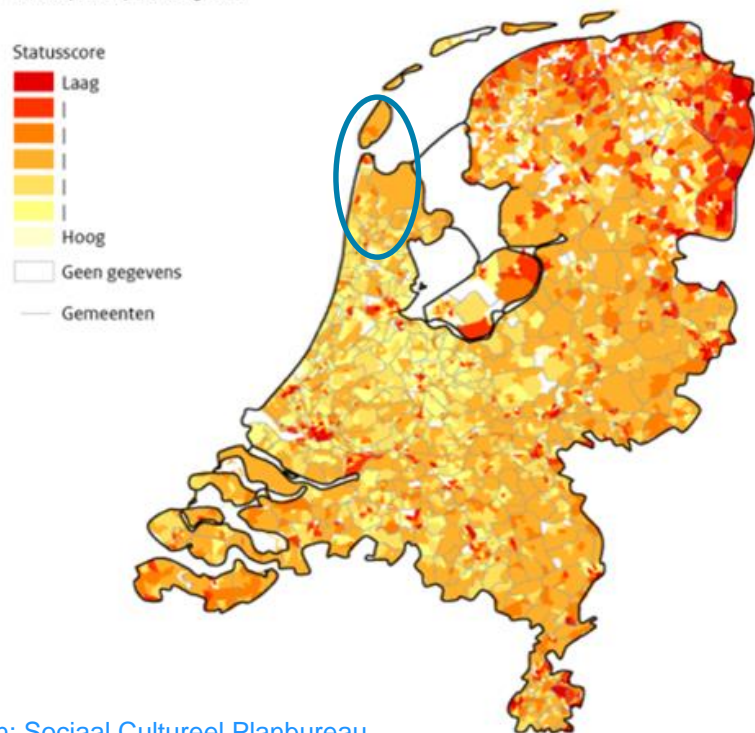 Statusscore
Laag
|
|
|
|
|
Hoog
Geen gegevens
Gemeenten
Sociaal Cultureel Planbureau